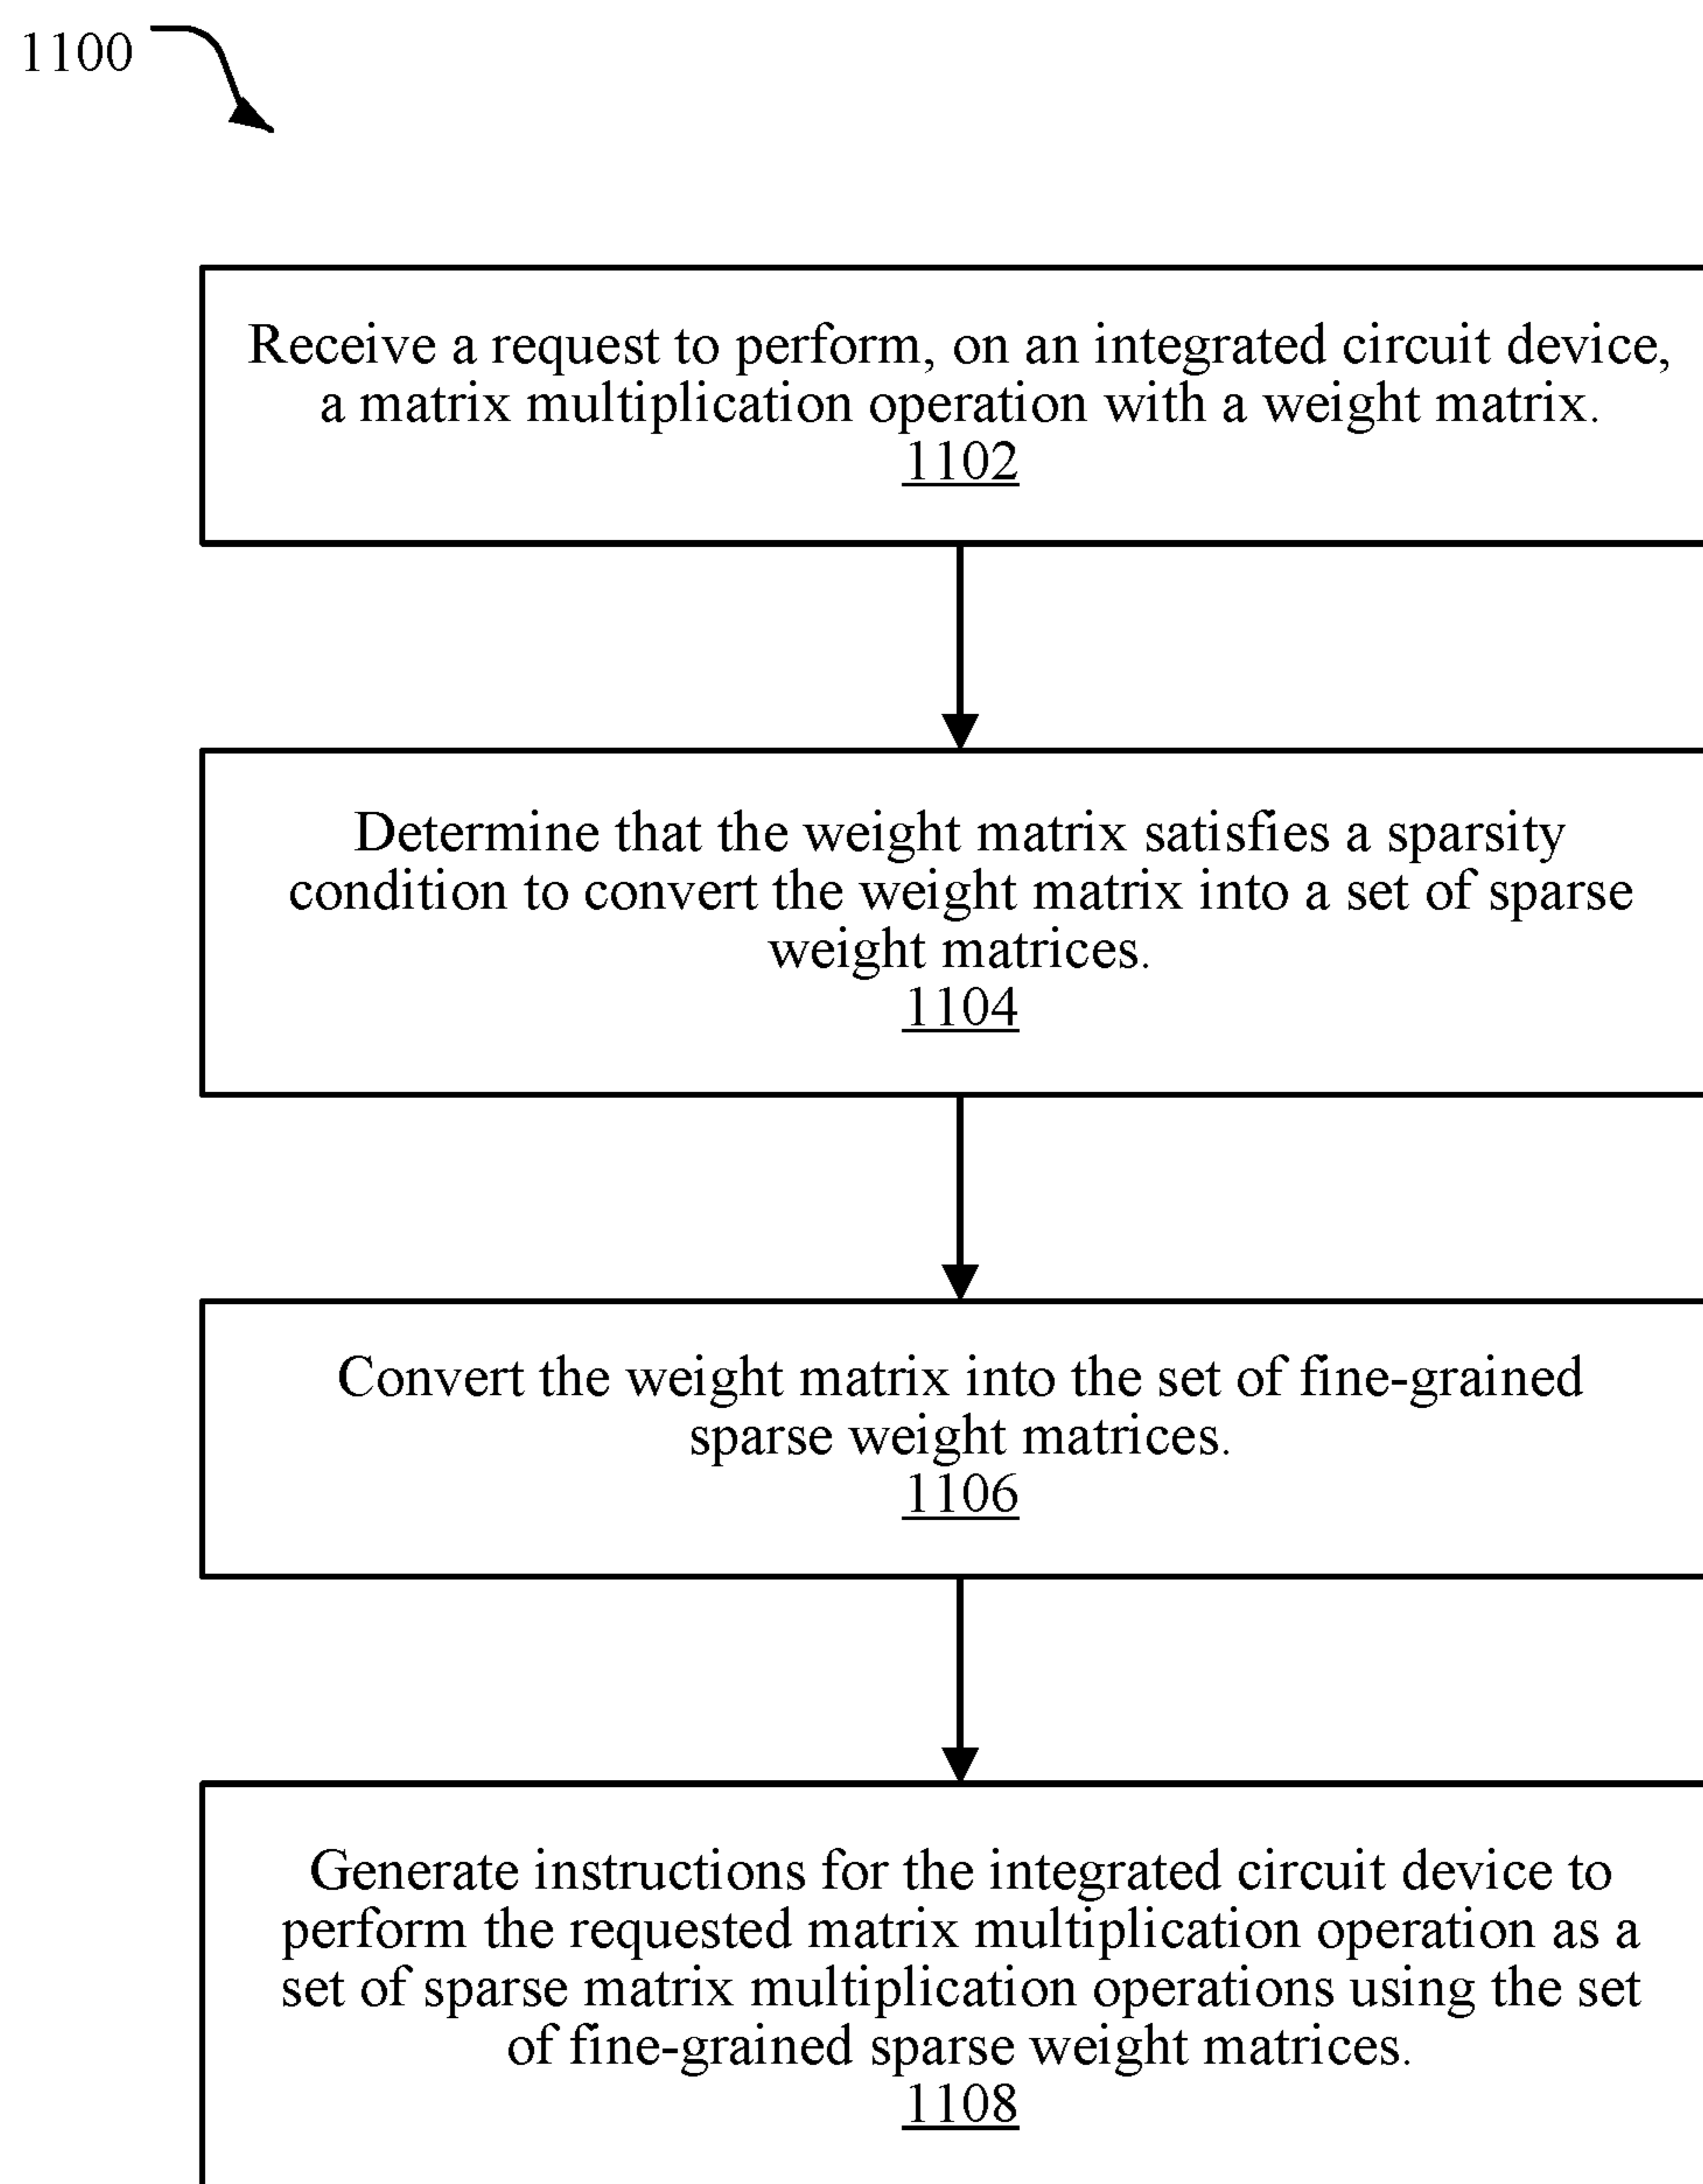 1100
Receive a request to perform, on an integrated circuit device,
a matrix multiplication operation with a weight matrix.
1102
Determine that the weight matrix satisfies a sparsity
condition to convert the weight matrix into a set of sparse
weight matrices.
1104
Convert the weight matrix into the set of fine-grained
sparse weight matrices.
1106
Generate instructions for the integrated circuit device to
perform the requested matrix multiplication operation as a
set of sparse matrix multiplication operations using the set
of fine-grained sparse weight matrices.
1108